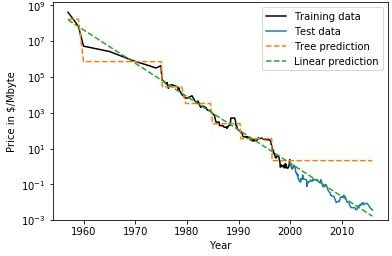 10⁹
10⁷
10⁵
10³
10¹
10⁻¹
10⁻³
Price in $/Mbyte
Training data
Test data
Tree prediction
Linear prediction
1960 1970 1980 1990 2000 2010
Year